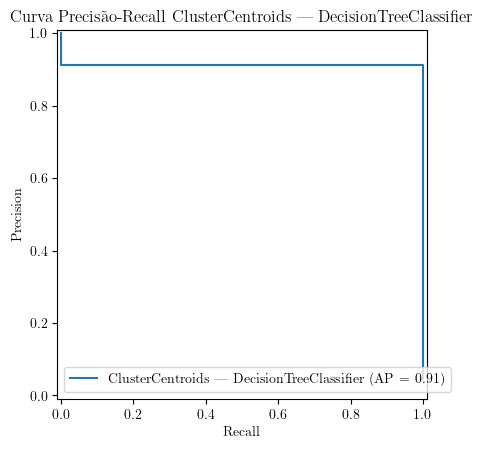 Curva Precisão-Recall ClusterCentroids — DecisionTreeClassifier
1.0
0.8
0.6
0.4
0.2
0.0
Precision
ClusterCentroids — DecisionTreeClassifier (AP = 0.91)
0.0 0.2 0.4 0.6 0.8 1.0
Recall